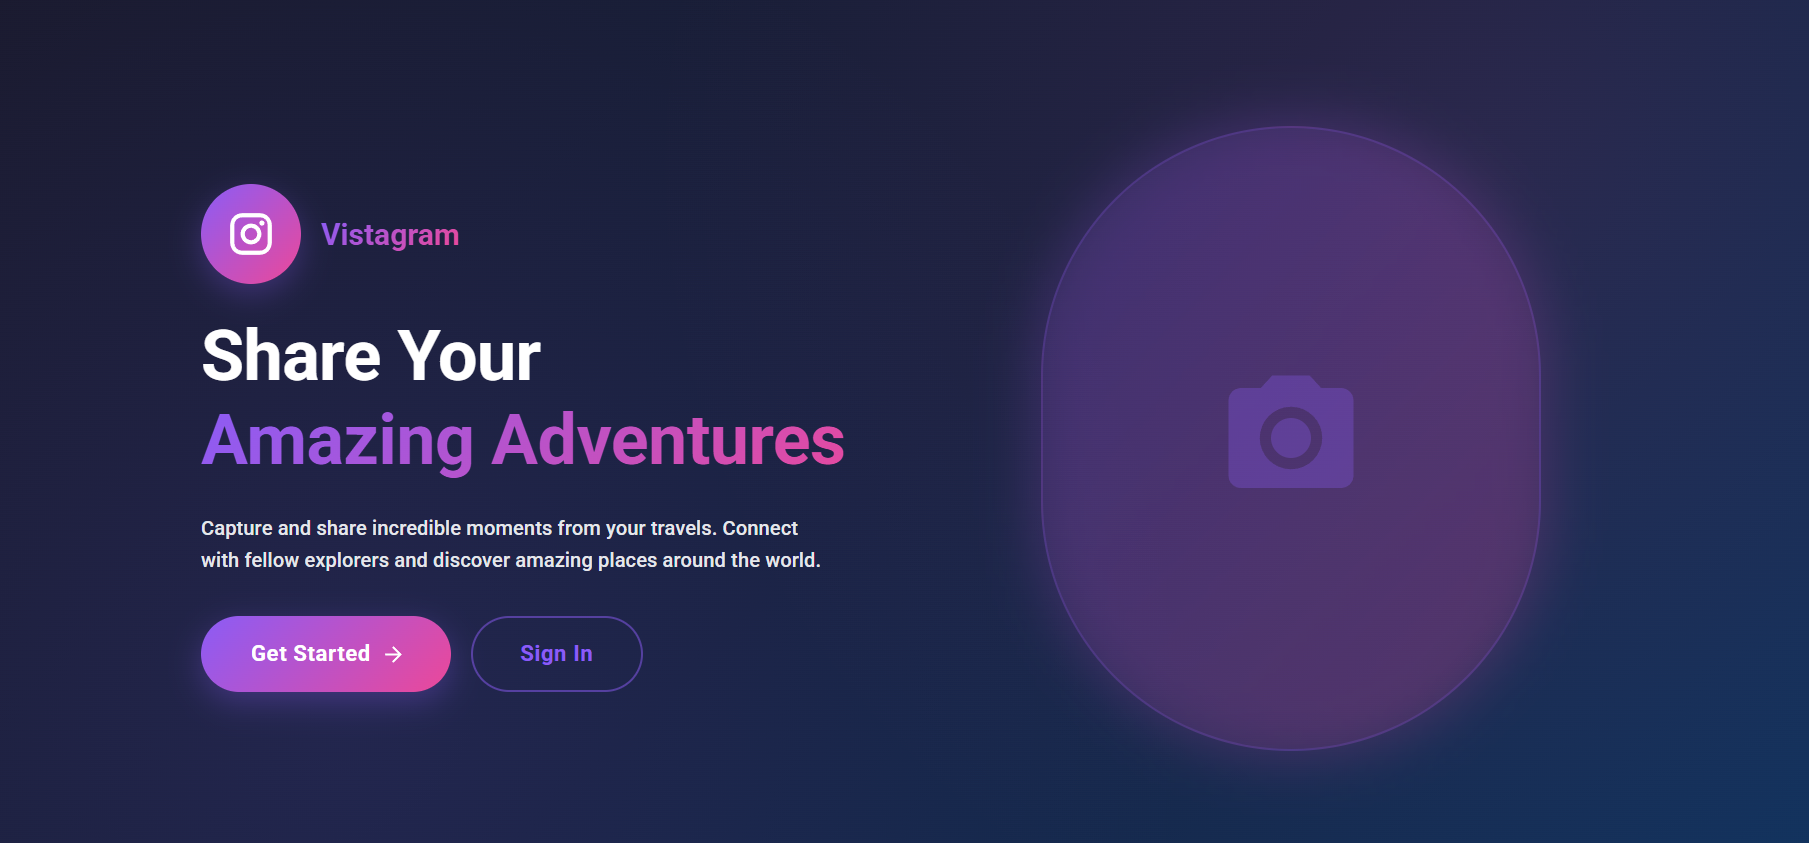 Vistagram
Share Your
Amazing Adventures
Capture and share incredible moments from your travels. Connect
with fellow explorers and discover amazing places around the world.
Get Started →
Sign In